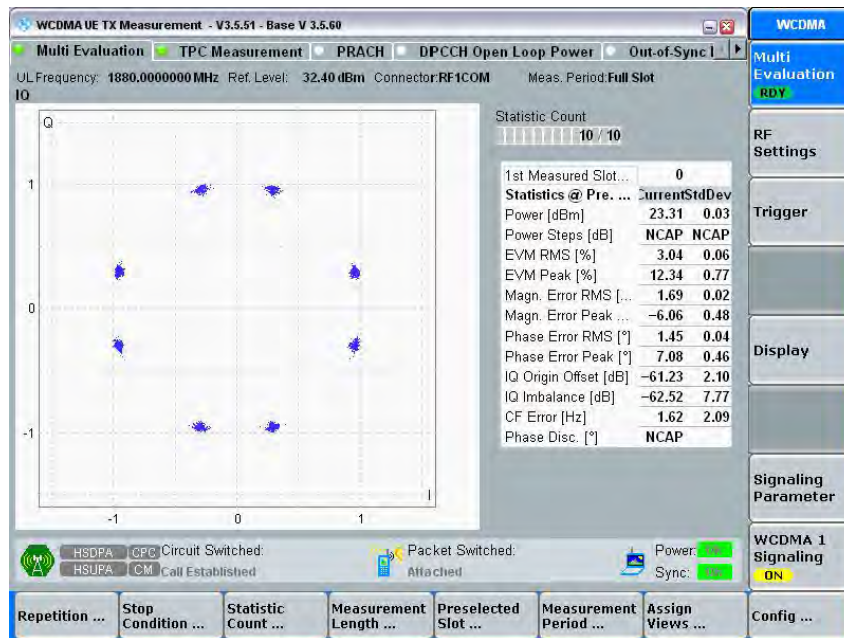 WCDMA UE TX Measurement - V3.5.51 - Base V 3.5.60
WCDMA
Multi Evaluation
TPC Measurement
PRACH
DPCCH Open Loop Power
Out-of-Sync
Multi
Evaluation
RDY
UL Frequency: 1880.0000000 MHz Ref. Level: 32.40 dBm Connector:RF1COM Meas. Period:Full Slot
IQ
Q
1
0
-1
-1 0 1
I
Statistic Count
10 / 10
1st Measured Slot... 0
Statistics @ Pre. ... CurrentStdDev
Power [dBm] 23.31 0.03
Power Steps [dB] NCAP NCAP
EVM RMS [%] 3.04 0.06
EVM Peak [%] 12.34 0.77
Magn. Error RMS [... 1.69 0.02
Magn. Error Peak ... −6.06 0.48
Phase Error RMS [°] 1.45 0.04
Phase Error Peak [°] 7.08 0.46
IQ Origin Offset [dB] −61.23 2.10
IQ Imbalance [dB] −62.52 7.77
CF Error [Hz] 1.62 2.09
Phase Disc. [°] NCAP
RF
Settings
Trigger
Display
Signaling
Parameter
WCDMA 1
Signaling
ON
HSDPA CPC Circuit Switched:
HSUPA CM Call Established
Packet Switched:
Attached
Power:
Sync:
Repetition ...
Stop
Condition ...
Statistic
Count ...
Measurement
Length ...
Preselected
Slot ...
Measurement
Period ...
Assign
Views ...
Config ...